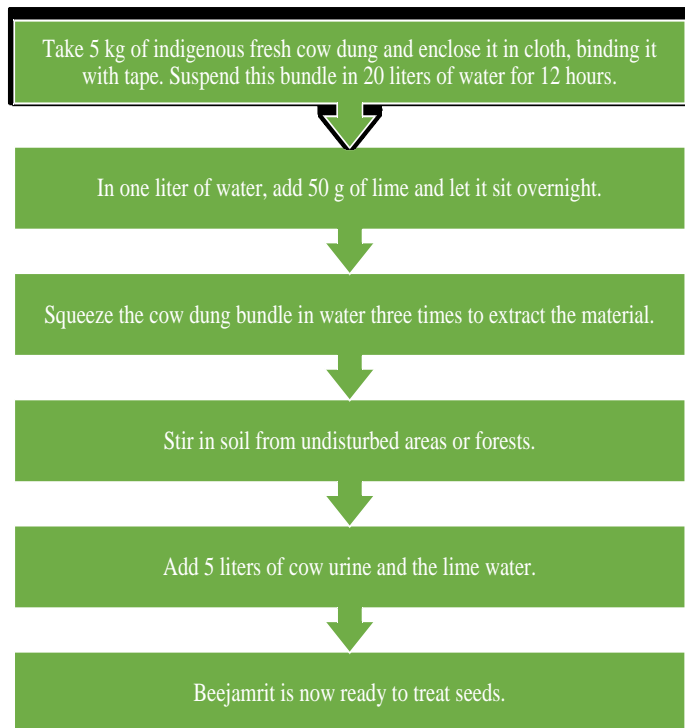 Take 5 kg of indigenous fresh cow dung and enclose it in cloth, binding it
with tape. Suspend this bundle in 20 liters of water for 12 hours.
In one liter of water, add 50 g of lime and let it sit overnight.
Squeeze the cow dung bundle in water three times to extract the material.
Stir in soil from undisturbed areas or forests.
Add 5 liters of cow urine and the lime water.
Beejamrit is now ready to treat seeds.